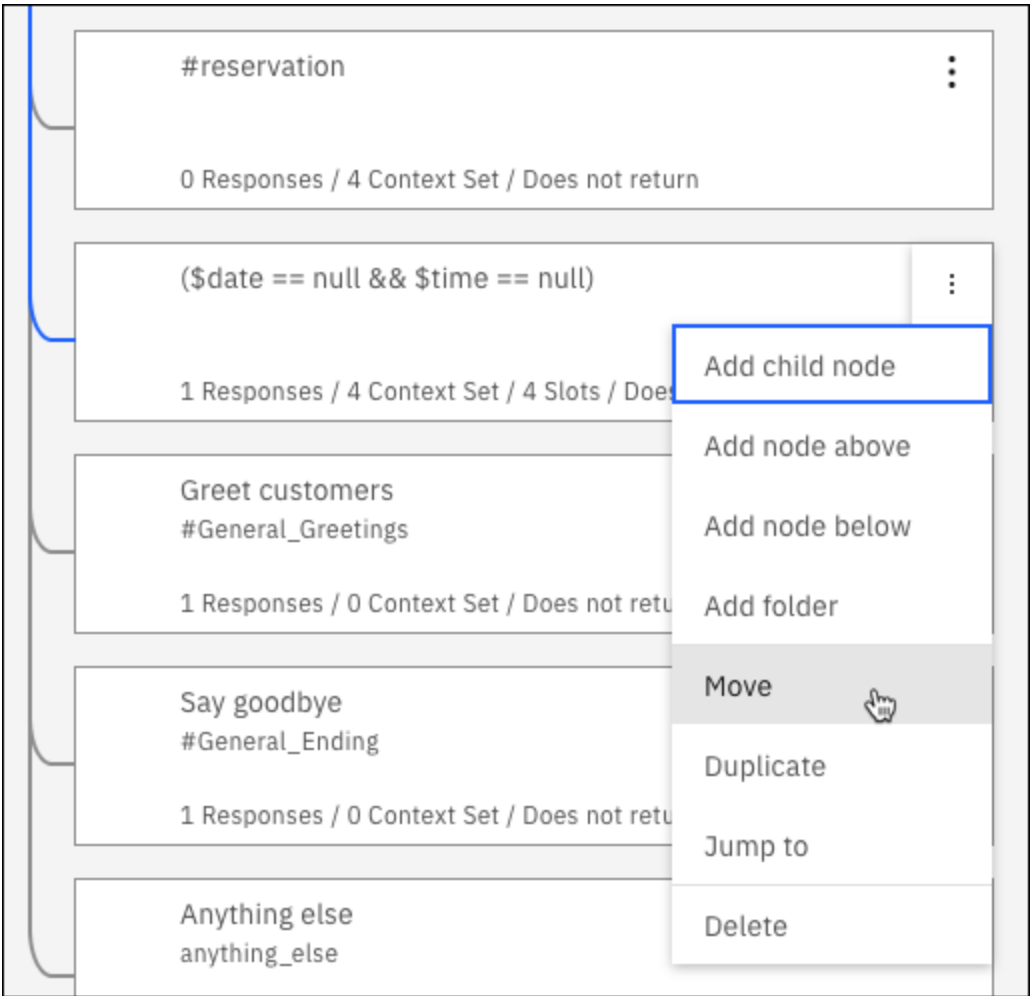 #reservation
0 Responses / 4 Context Set / Does not return
($date == null && $time == null)
1 Responses / 4 Context Set / 4 Slots / Does
Add child node
Add node above
Add node below
Add folder
Move
Duplicate
Jump to
Delete
Greet customers
#General_Greetings
1 Responses / 0 Context Set / Does not retu
Say goodbye
#General_Ending
1 Responses / 0 Context Set / Does not retu
Anything else
anything_else